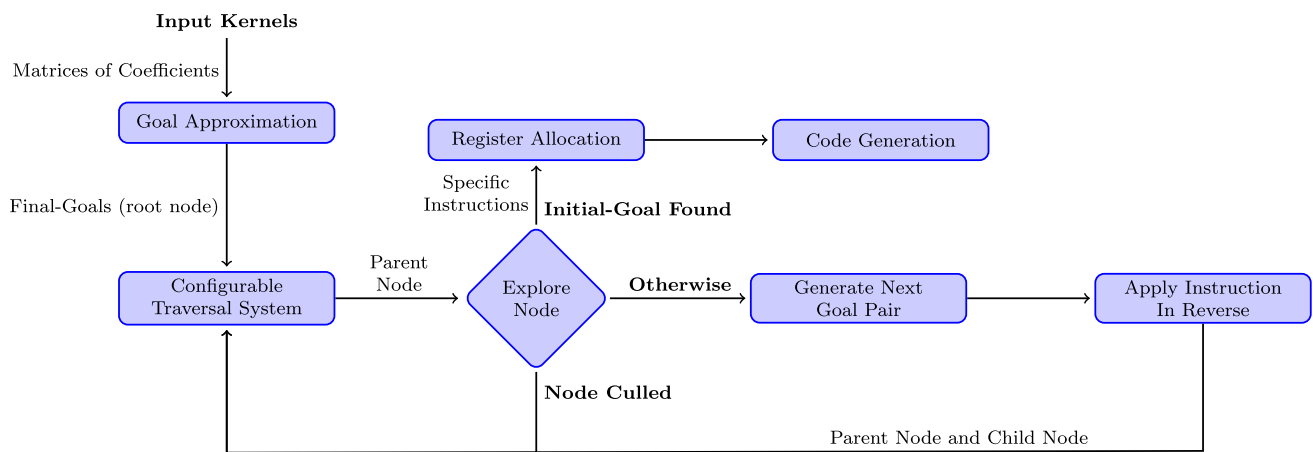 Input Kernels
Matrices of Coefficients
Goal Approximation
Register Allocation
Code Generation
Specific
Instructions
Initial-Goal Found
Final-Goals (root node)
Configurable
Traversal System
Parent
Node
Explore
Node
Otherwise
Generate Next
Goal Pair
Apply Instruction
In Reverse
Node Culled
Parent Node and Child Node